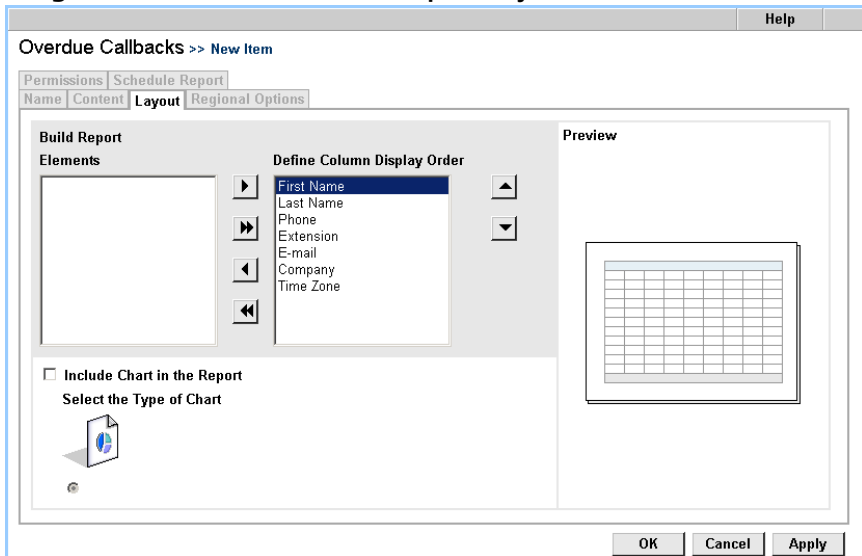 Help
Overdue Callbacks >> New Item
Permissions Schedule Report
Name Content Layout Regional Options
Build Report
Preview
Elements
Define Column Display Order
First Name
Last Name
Phone
Extension
E-mail
Company
Time Zone
Include Chart in the Report
Select the Type of Chart
OK Cancel Apply